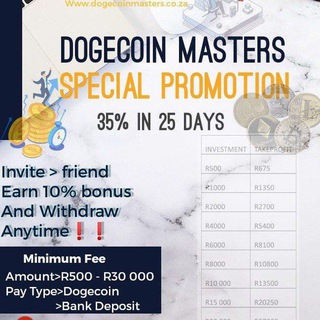 www.dogecoinmasters.co.za
DOGECOIN MASTERS
SPECIAL PROMOTION
35% IN 25 DAYS
INVESTMENT TAKEPROFIT
R500 R675
R1000 R1350
R2000 R2700
R4000 R5400
R6000 R8100
R8000 R10800
R10 000 R13500
R15 000 R20250
Invite > friend
Earn 10% bonus
And Withdraw
Anytime❗❗
Minimum Fee
Amount>R500 - R30 000
Pay Type>Dogecoin
>Bank Deposit